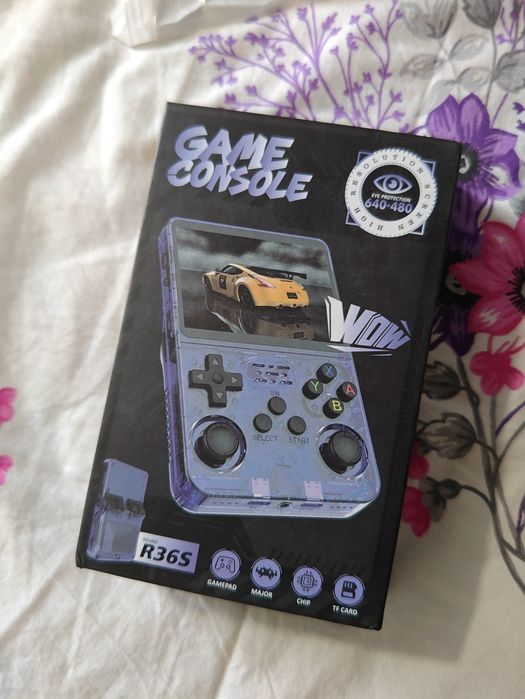 GAME
CONSOLE
HIGH RESOLUTION SCREEN
EYE PROTECTION
640·480
WOW
X
Y A
B
FN
SELECT START
Model
R36S
GAMEPAD MAJOR CHIP TF CARD